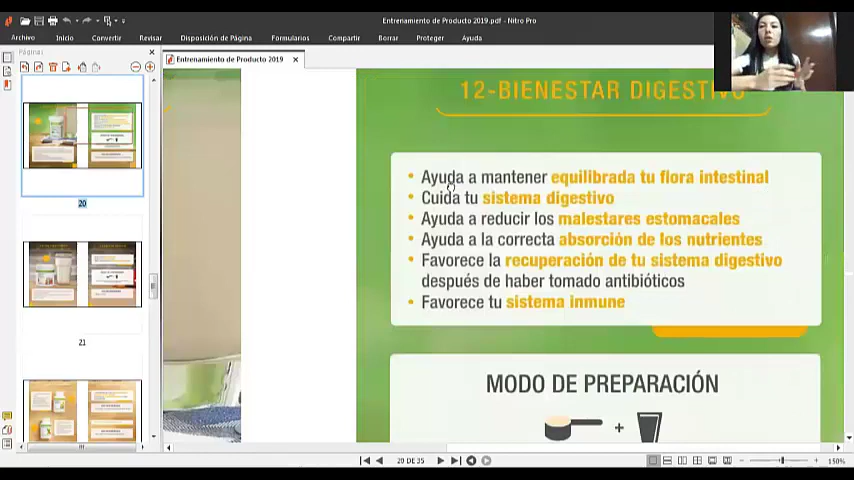 Entrenamiento de Producto 2019.pdf - Nitro Pro
Archivo Inicio Convertir Revisar Disposición de Página Formularios Compartir Borrar Proteger Ayuda
Páginas
Entrenamiento de Producto 2019
12-BIENESTAR DIGESTIVO
• Ayuda a mantener equilibrada tu flora intestinal
• Cuida tu sistema digestivo
• Ayuda a reducir los malestares estomacales
• Ayuda a la correcta absorción de los nutrientes
• Favorece la recuperación de tu sistema digestivo
después de haber tomado antibióticos
• Favorece tu sistema inmune
MODO DE PREPARACIÓN
+
20
21
20 DE 35
150%